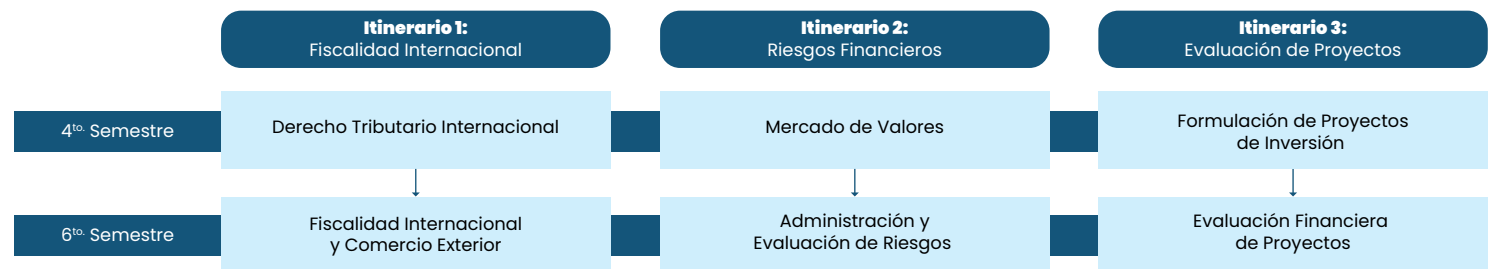 Itinerario 1:
Fiscalidad Internacional
Itinerario 2:
Riesgos Financieros
Itinerario 3:
Evaluación de Proyectos
4to. Semestre
Derecho Tributario Internacional
Mercado de Valores
Formulación de Proyectos
de Inversión
6to. Semestre
Fiscalidad Internacional
y Comercio Exterior
Administración y
Evaluación de Riesgos
Evaluación Financiera
de Proyectos